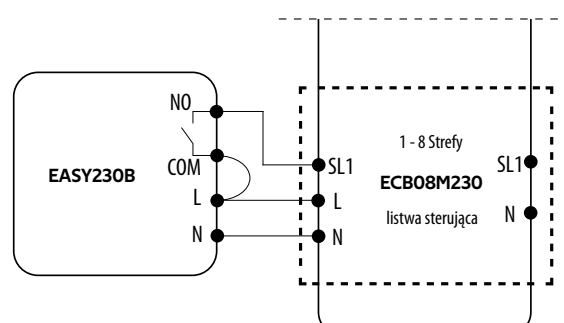 NO
COM
EASY230B
L
N
1 - 8 Strefy
SL1
SL1
ECB08M230
L
listwa sterująca
N
N